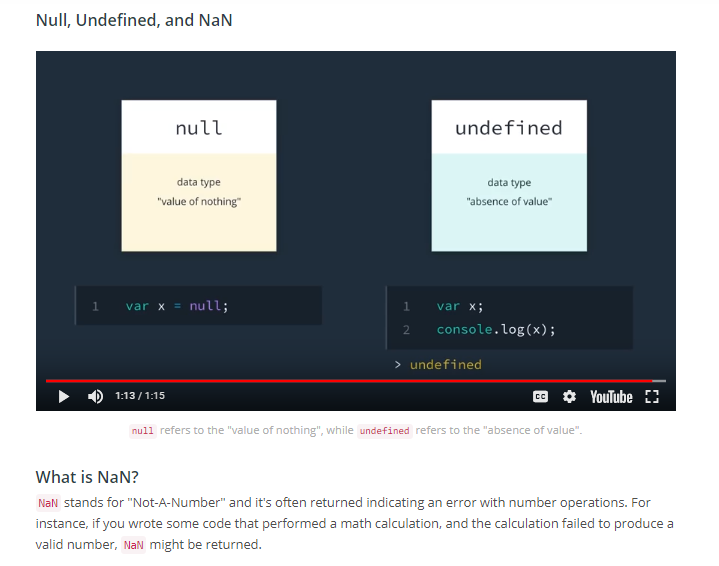 Null, Undefined, and NaN
null
data type
"value of nothing"
undefined
data type
"absence of value"
1 var x = null;
1 var x;
2 console.log(x);
> undefined
1:13 / 1:15
CC
YouTube
null refers to the "value of nothing", while undefined refers to the "absence of value".
What is NaN?
NaN stands for "Not-A-Number" and it's often returned indicating an error with number operations. For
instance, if you wrote some code that performed a math calculation, and the calculation failed to produce a
valid number, NaN might be returned.